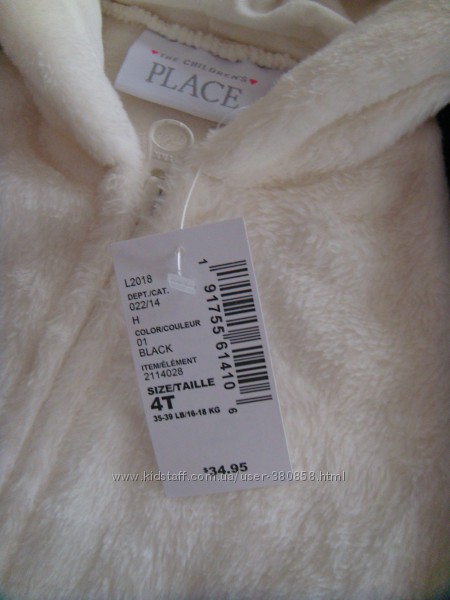 THE CHILDREN'S
PLACE
L2018
DEPT./CAT.
022/14
H
COLOR/COULEUR
01
BLACK
ITEM/ÉLÉMENT
2114028
SIZE/TAILLE
4T
35-39 LB/16-18 KG
1 91755 61410 6
$34.95
www.kidstaff.com.ua/user-380858.html